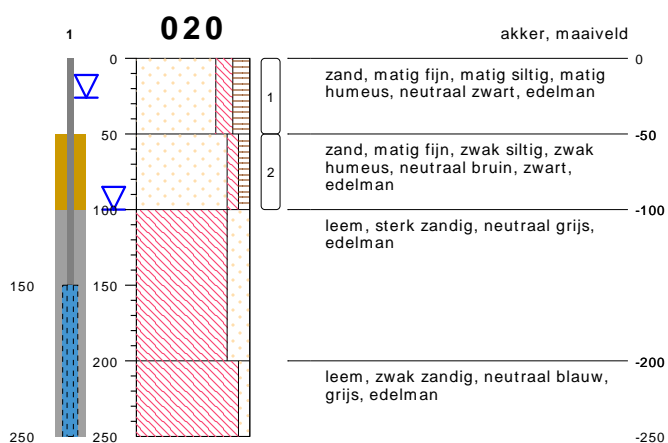 1
020
akker, maaiveld
0
0
zand, matig fijn, matig siltig, matig
humeus, neutraal zwart, edelman
1
50
-50
zand, matig fijn, zwak siltig, zwak
humeus, neutraal bruin, zwart,
edelman
2
100
-100
leem, sterk zandig, neutraal grijs,
edelman
150
150
200
-200
leem, zwak zandig, neutraal blauw,
grijs, edelman
250
250
-250